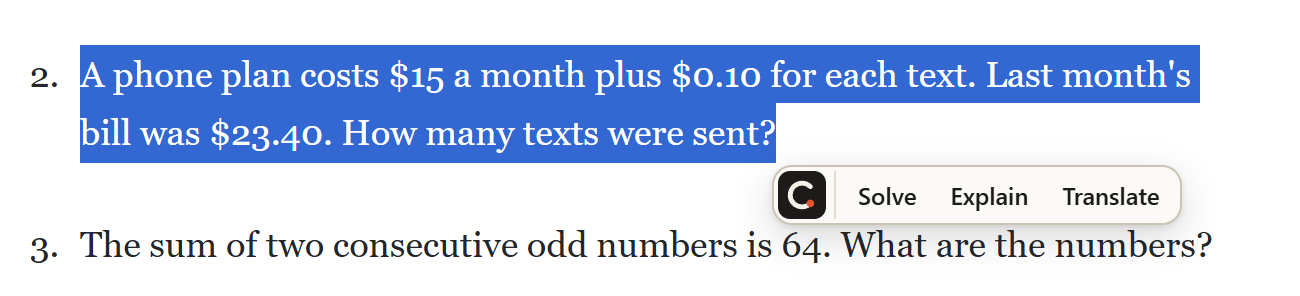 2. A phone plan costs $15 a month plus $0.10 for each text. Last month's
bill was $23.40. How many texts were sent?
Solve Explain Translate
3. The sum of two consecutive odd numbers is 64. What are the numbers?